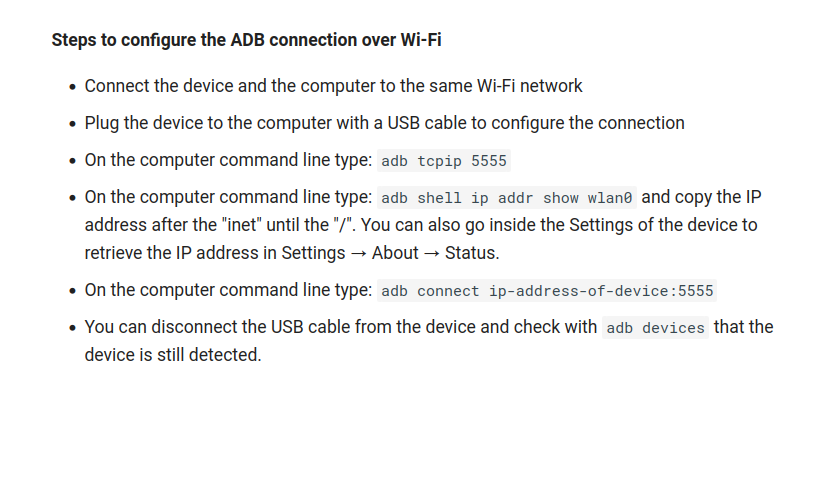 Steps to configure the ADB connection over Wi-Fi
• Connect the device and the computer to the same Wi-Fi network
• Plug the device to the computer with a USB cable to configure the connection
• On the computer command line type: adb tcpip 5555
• On the computer command line type: adb shell ip addr show wlan0 and copy the IP
address after the "inet" until the "/". You can also go inside the Settings of the device to
retrieve the IP address in Settings → About → Status.
• On the computer command line type: adb connect ip-address-of-device:5555
• You can disconnect the USB cable from the device and check with adb devices that the
device is still detected.